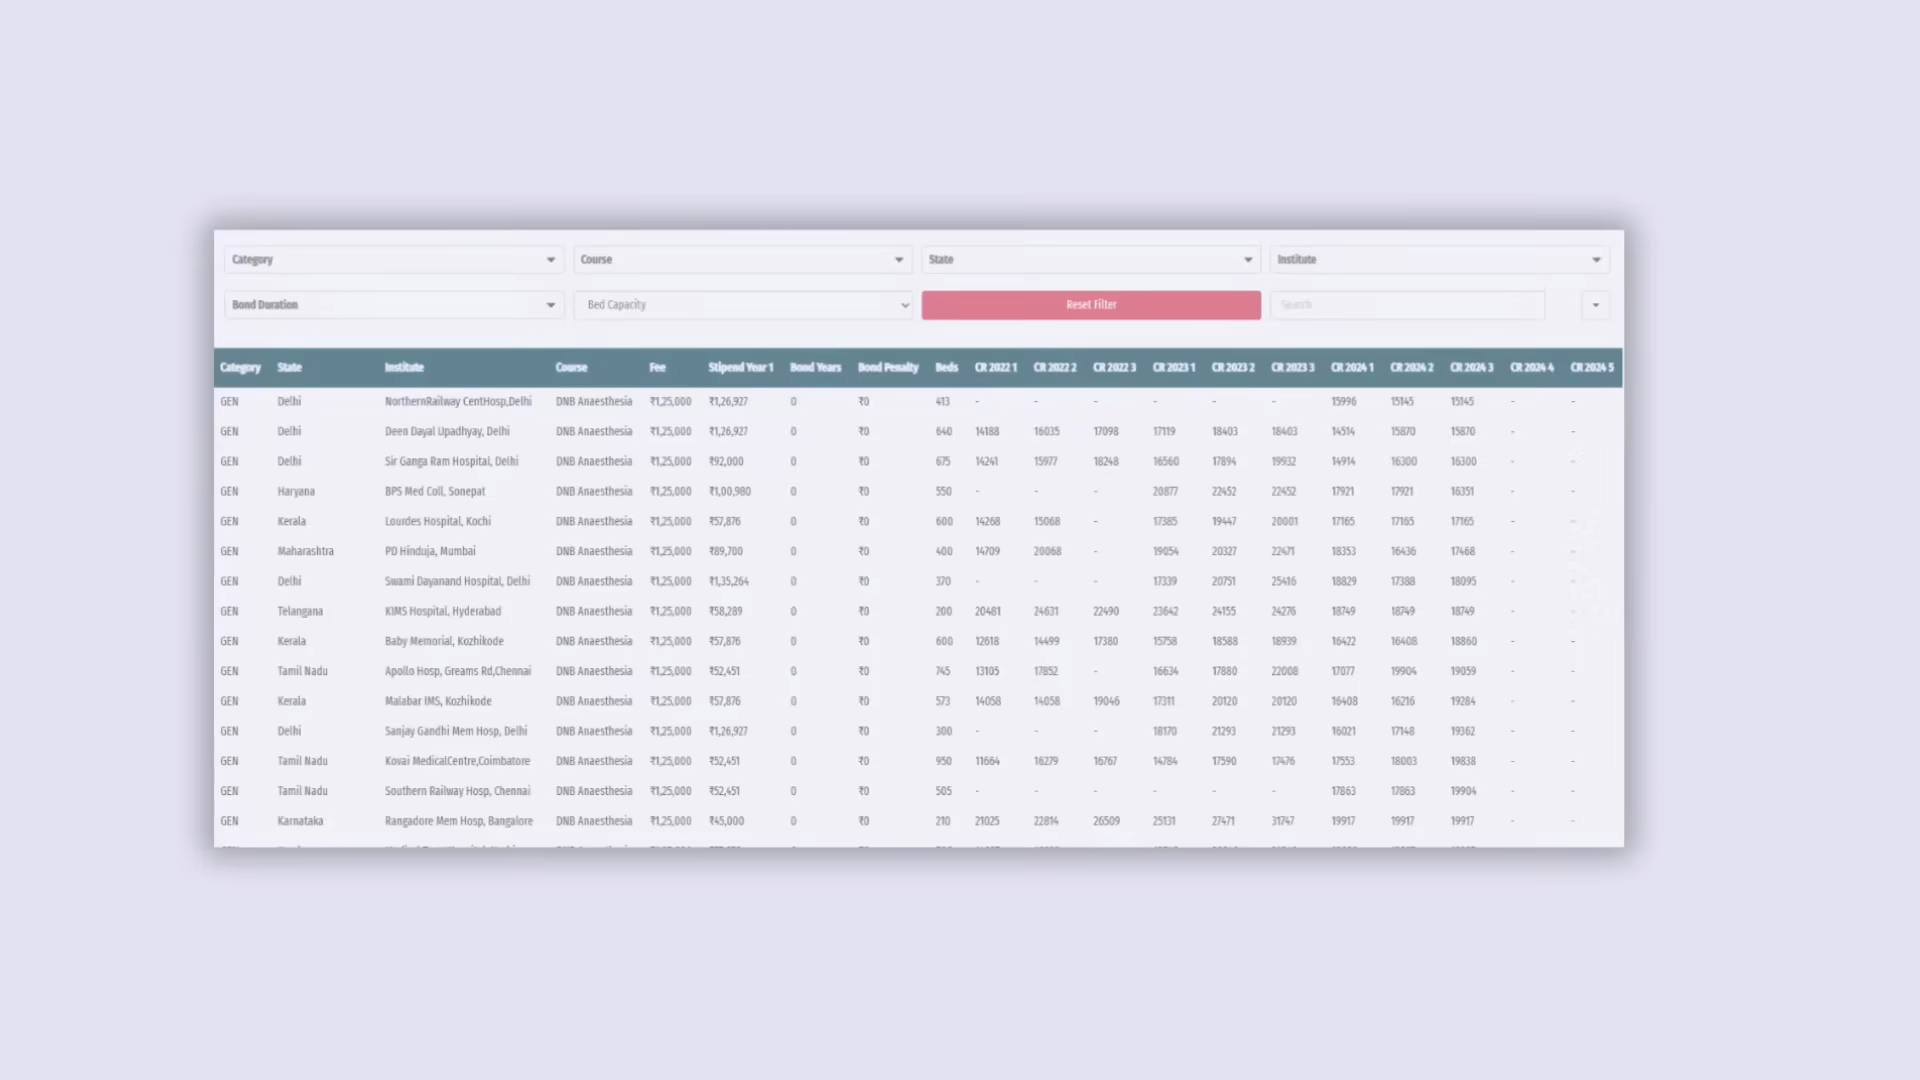 Category Course State Institute
Bond Duration Bed Capacity Reset Filter Search
Category State Institute Course Fee Stipend Year 1 Bond Years Bond Penalty Beds CR 2022 1 CR 2022 2 CR 2022 3 CR 2023 1 CR 2023 2 CR 2023 3 CR 2024 1 CR 2024 2 CR 2024 3 CR 2024 4 CR 2024 5
GEN Delhi NorthernRailway CentHosp,Delhi DNB Anaesthesia ₹1,25,000 ₹1,26,927 0 ₹0 413 - - - - - - 15996 15145 15145 - -
GEN Delhi Deen Dayal Upadhyay, Delhi DNB Anaesthesia ₹1,25,000 ₹1,26,927 0 ₹0 640 14188 16035 17098 17119 18403 18403 14514 15870 15870 - -
GEN Delhi Sir Ganga Ram Hospital, Delhi DNB Anaesthesia ₹1,25,000 ₹92,000 0 ₹0 675 14241 15977 18248 16560 17894 19932 14914 16300 16300 - -
GEN Haryana BPS Med Coll, Sonepat DNB Anaesthesia ₹1,25,000 ₹1,00,980 0 ₹0 550 - - - 20877 22452 22452 17921 17921 16351 - -
GEN Kerala Lourdes Hospital, Kochi DNB Anaesthesia ₹1,25,000 ₹57,876 0 ₹0 600 14268 15068 - 17385 19447 20001 17165 17165 17165 - -
GEN Maharashtra PD Hinduja, Mumbai DNB Anaesthesia ₹1,25,000 ₹89,700 0 ₹0 400 14709 20068 - 19054 20327 22471 18353 16436 17468 - -
GEN Delhi Swami Dayanand Hospital, Delhi DNB Anaesthesia ₹1,25,000 ₹1,35,264 0 ₹0 370 - - - 17339 20751 25416 18829 17388 18095 - -
GEN Telangana KIMS Hospital, Hyderabad DNB Anaesthesia ₹1,25,000 ₹58,289 0 ₹0 200 20481 24631 22490 23642 24155 24276 18749 18749 18749 - -
GEN Kerala Baby Memorial, Kozhikode DNB Anaesthesia ₹1,25,000 ₹57,876 0 ₹0 600 12618 14499 17380 15758 18588 18939 16422 16408 18860 - -
GEN Tamil Nadu Apollo Hosp, Greams Rd,Chennai DNB Anaesthesia ₹1,25,000 ₹52,451 0 ₹0 745 13105 17852 - 16634 17880 22008 17077 19904 19059 - -
GEN Kerala Malabar IMS, Kozhikode DNB Anaesthesia ₹1,25,000 ₹57,876 0 ₹0 573 14058 14058 19046 17311 20120 20120 16408 16216 19284 - -
GEN Delhi Sanjay Gandhi Mem Hosp, Delhi DNB Anaesthesia ₹1,25,000 ₹1,26,927 0 ₹0 300 - - - 18170 21293 21293 16021 17148 19362 - -
GEN Tamil Nadu Kovai MedicalCentre,Coimbatore DNB Anaesthesia ₹1,25,000 ₹52,451 0 ₹0 950 11664 16279 16767 14784 17590 17476 17553 18003 19838 - -
GEN Tamil Nadu Southern Railway Hosp, Chennai DNB Anaesthesia ₹1,25,000 ₹52,451 0 ₹0 505 - - - - - - 17863 17863 19904 - -
GEN Karnataka Rangadore Mem Hosp, Bangalore DNB Anaesthesia ₹1,25,000 ₹45,000 0 ₹0 210 21025 22814 26509 25131 27471 31747 19917 19917 19917 - -